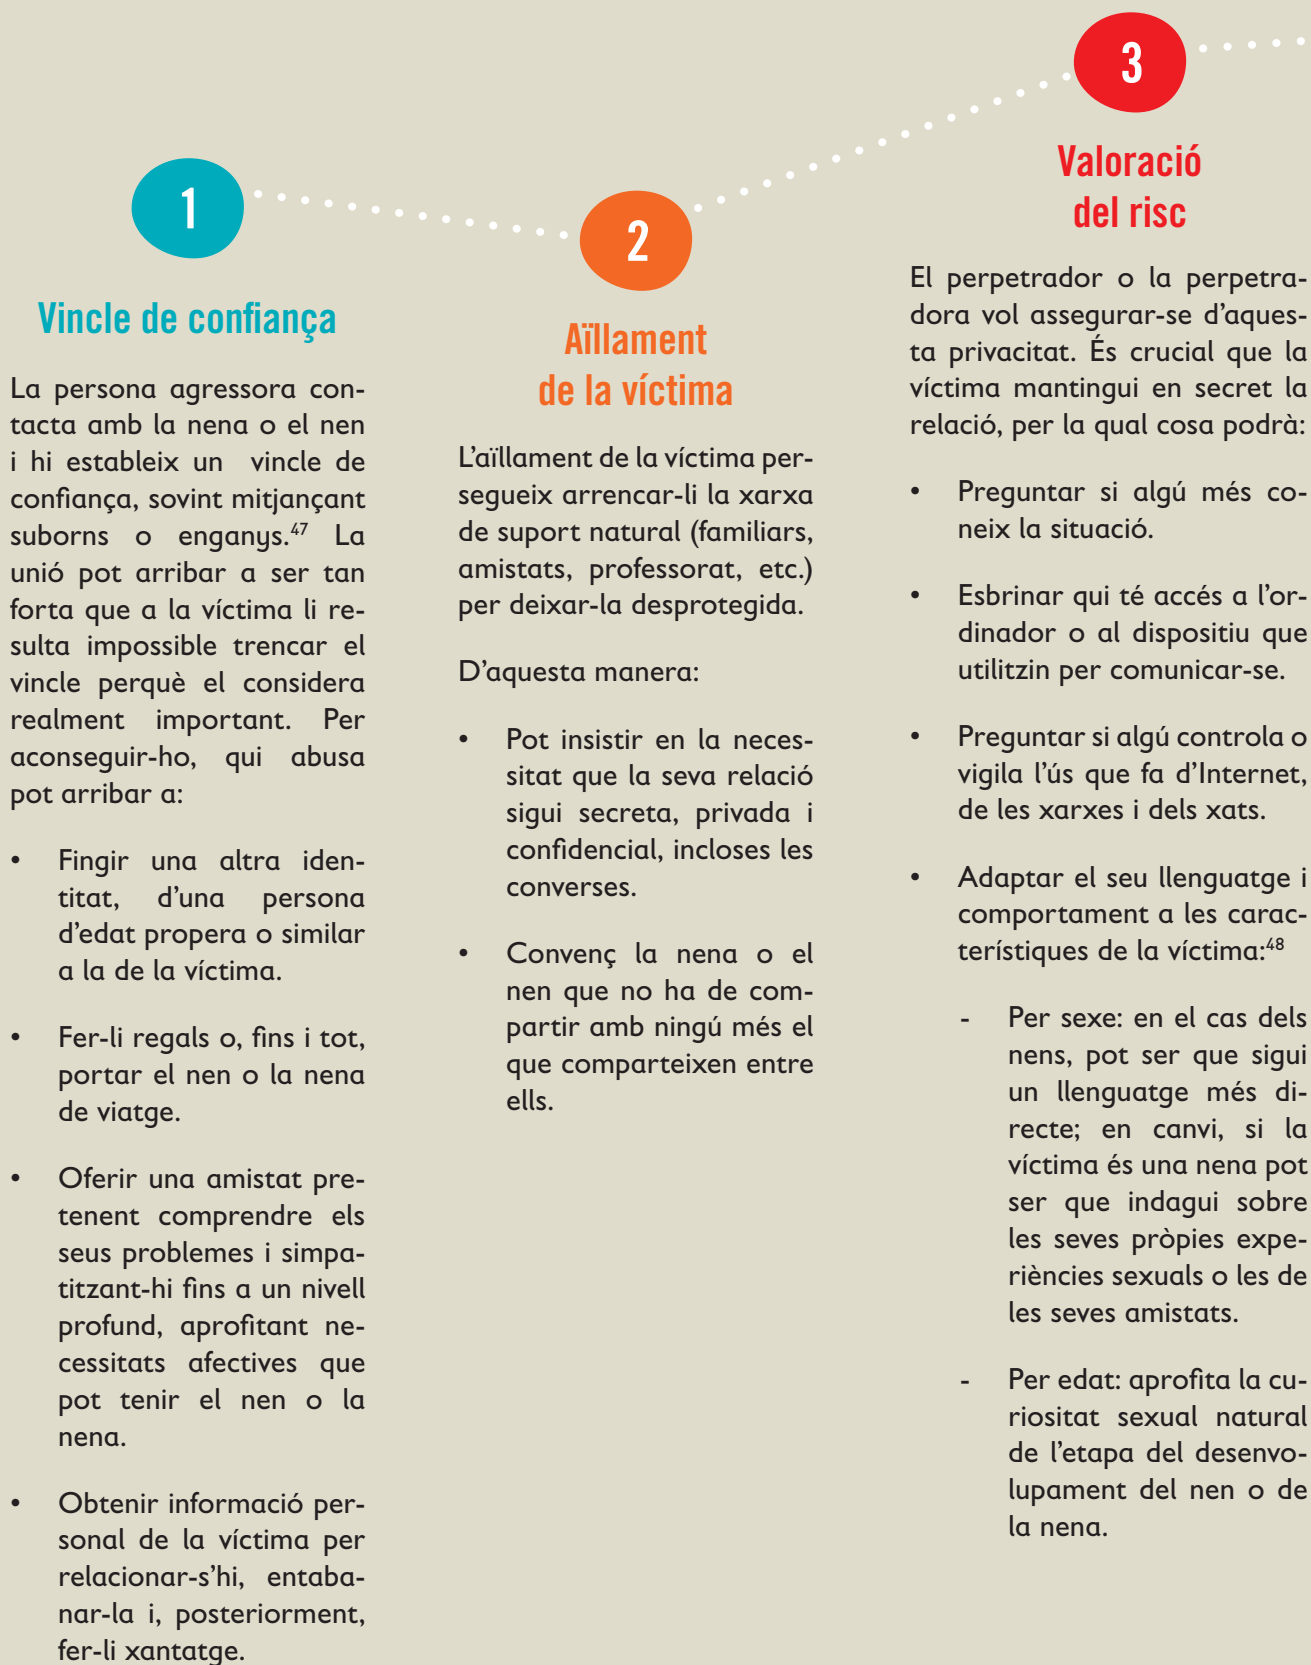 1
Vincle de confiança
La persona agressora con-
tacta amb la nena o el nen
i hi estableix un vincle de
confiança, sovint mitjançant
suborns o enganys.47 La
unió pot arribar a ser tan
forta que a la víctima li re-
sulta impossible trencar el
vincle perquè el considera
realment important. Per
aconseguir-ho, qui abusa
pot arribar a:
• Fingir una altra iden-
titat, d'una persona
d'edat propera o similar
a la de la víctima.
• Fer-li regals o, fins i tot,
portar el nen o la nena
de viatge.
• Oferir una amistat pre-
tenent comprendre els
seus problemes i simpa-
titzant-hi fins a un nivell
profund, aprofitant ne-
cessitats afectives que
pot tenir el nen o la
nena.
• Obtenir informació per-
sonal de la víctima per
relacionar-s'hi, entaba-
nar-la i, posteriorment,
fer-li xantatge.
2
Aïllament
de la víctima
L'aïllament de la víctima per-
segueix arrencar-li la xarxa
de suport natural (familiars,
amistats, professorat, etc.)
per deixar-la desprotegida.
D'aquesta manera:
• Pot insistir en la neces-
sitat que la seva relació
sigui secreta, privada i
confidencial, incloses les
converses.
• Convenç la nena o el
nen que no ha de com-
partir amb ningú més el
que comparteixen entre
ells.
3
Valoració
del risc
El perpetrador o la perpetra-
dora vol assegurar-se d'aques-
ta privacitat. És crucial que la
víctima mantingui en secret la
relació, per la qual cosa podrà:
• Preguntar si algú més co-
neix la situació.
• Esbrinar qui té accés a l'or-
dinador o al dispositiu que
utilitzin per comunicar-se.
• Preguntar si algú controla o
vigila l'ús que fa d'Internet,
de les xarxes i dels xats.
• Adaptar el seu llenguatge i
comportament a les carac-
terístiques de la víctima:48
- Per sexe: en el cas dels
nens, pot ser que sigui
un llenguatge més di-
recte; en canvi, si la
víctima és una nena pot
ser que indagui sobre
les seves pròpies expe-
riències sexuals o les de
les seves amistats.
- Per edat: aprofita la cu-
riositat sexual natural
de l'etapa del desenvo-
lupament del nen o de
la nena.